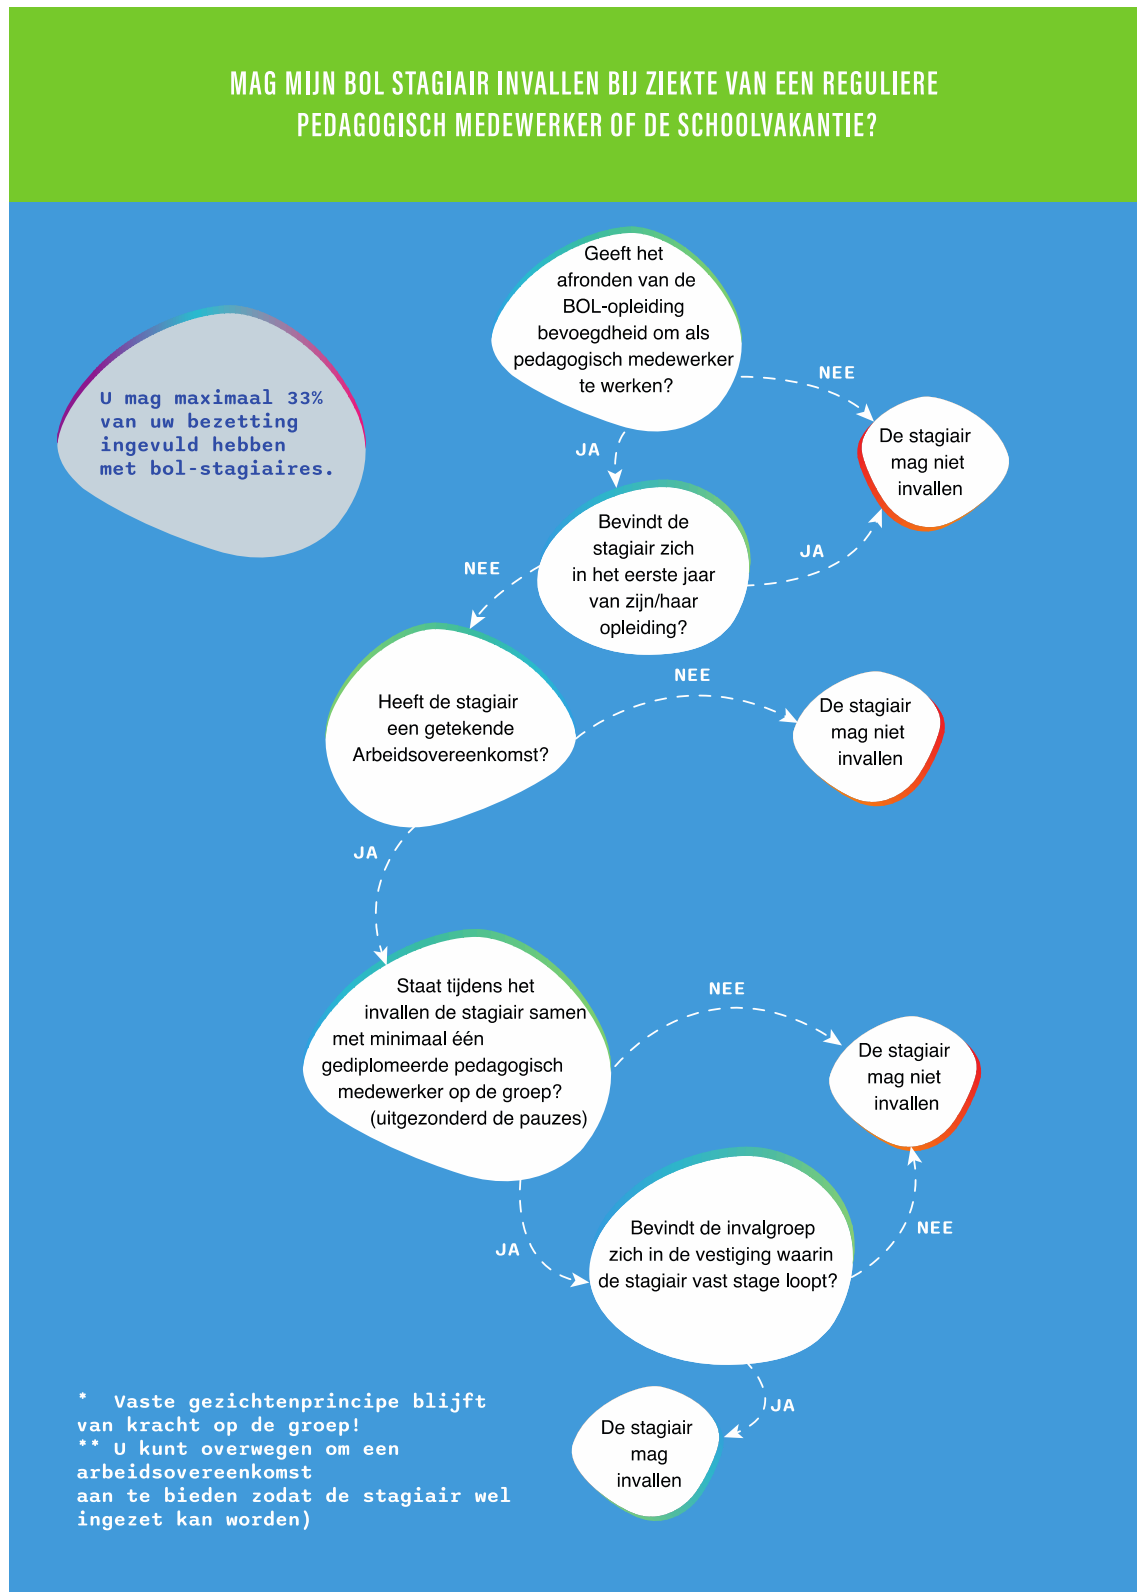 MAG MIJN BOL STAGIAIR INVALLEN BIJ ZIEKTE VAN EEN REGULIERE
PEDAGOGISCH MEDEWERKER OF DE SCHOOLVAKANTIE?
Geeft het
afronden van de
BOL-opleiding
bevoegdheid om als
pedagogisch medewerker
te werken?
U mag maximaal 33%
van uw bezetting
ingevuld hebben
met bol-stagiaires.
NEE
De stagiair
mag niet
invallen
JA
Bevindt de
stagiair zich
in het eerste jaar
van zijn/haar
opleiding?
JA
NEE
Heeft de stagiair
een getekende
Arbeidsovereenkomst?
NEE
De stagiair
mag niet
invallen
JA
Staat tijdens het
invallen de stagiair samen
met minimaal één
gediplomeerde pedagogisch
medewerker op de groep?
(uitgezonderd de pauzes)
NEE
De stagiair
mag niet
invallen
JA
Bevindt de invalgroep
zich in de vestiging waarin
de stagiair vast stage loopt?
NEE
JA
De stagiair
mag
invallen
* Vaste gezichtenprincipe blijft
van kracht op de groep!
** U kunt overwegen om een
arbeidsovereenkomst
aan te bieden zodat de stagiair wel
ingezet kan worden)